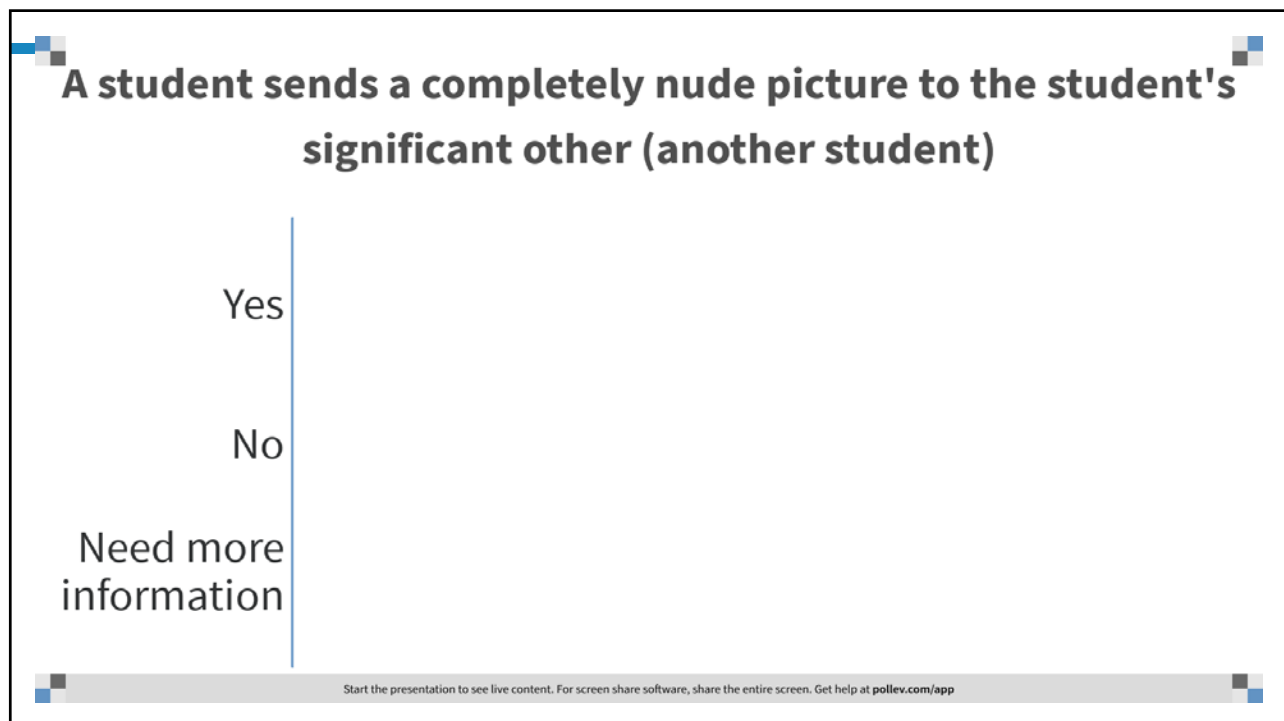 A student sends a completely nude picture to the student's
significant other (another student)
Yes
No
Need more
information
Start the presentation to see live content. For screen share software, share the entire screen. Get help at pollev.com/app